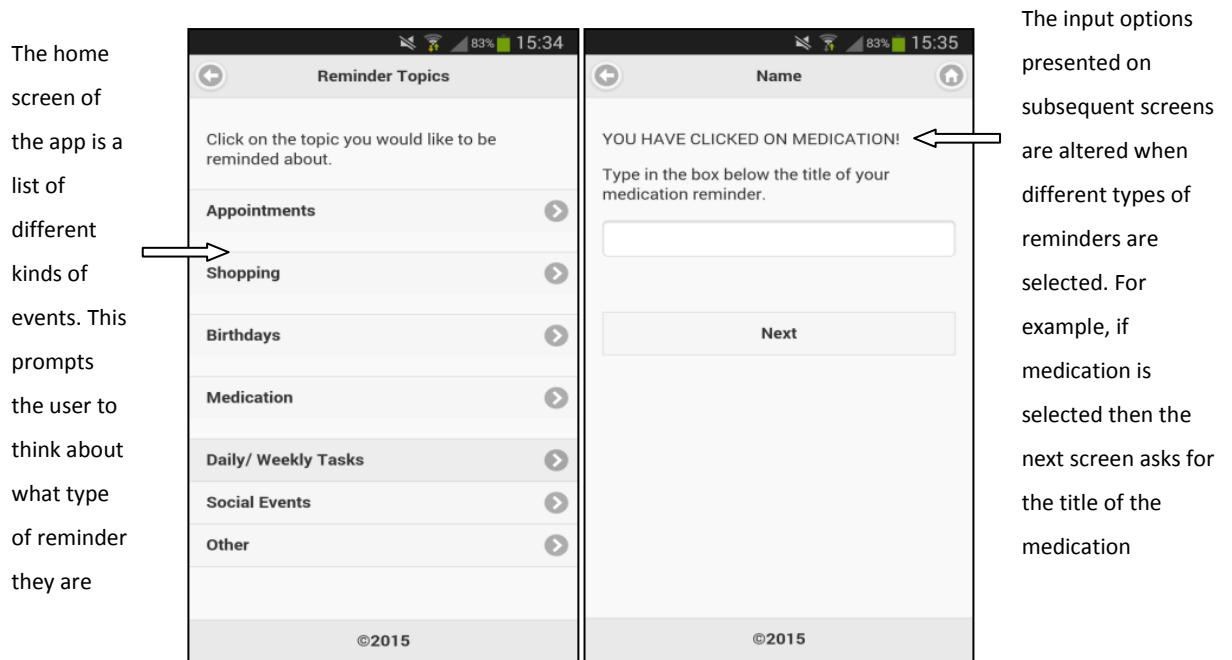 The home
screen of
the app is a
list of
different
kinds of
events. This
prompts
the user to
think about
what type
of reminder
they are
83% 15:34
Reminder Topics
Click on the topic you would like to be
reminded about.
Appointments
Shopping
Birthdays
Medication
Daily/ Weekly Tasks
Social Events
Other
©2015
83% 15:35
Name
YOU HAVE CLICKED ON MEDICATION!
Type in the box below the title of your
medication reminder.
Next
©2015
The input options
presented on
subsequent screens
are altered when
different types of
reminders are
selected. For
example, if
medication is
selected then the
next screen asks for
the title of the
medication